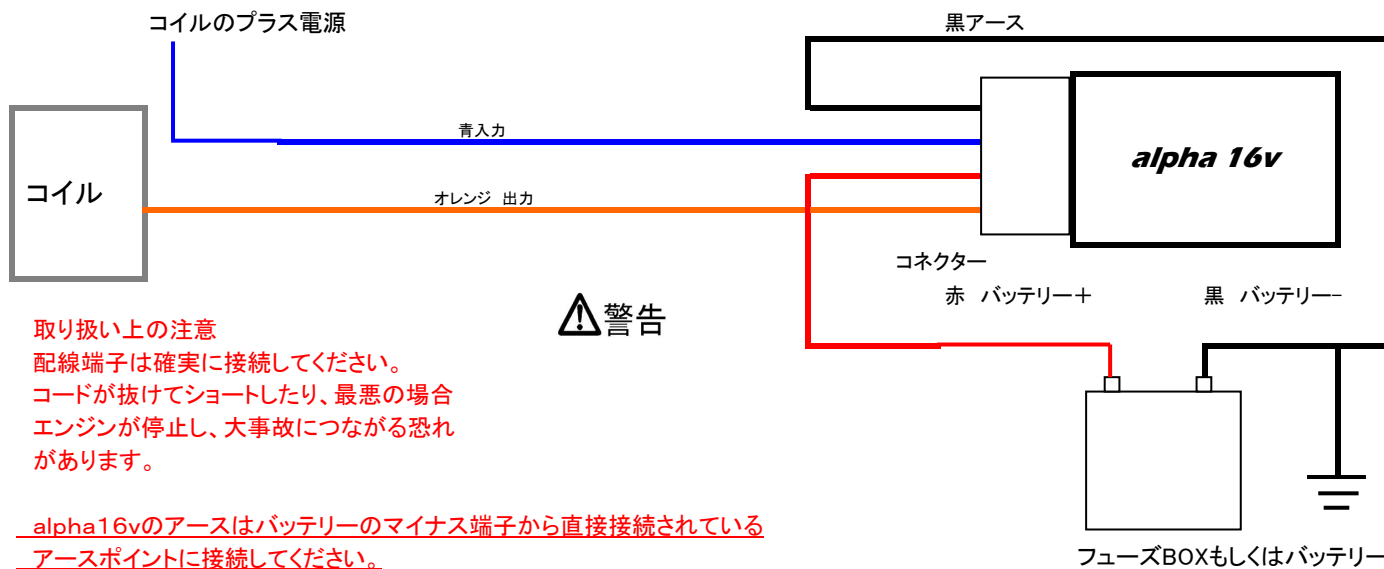 コイルのプラス電源
黒アース
青入力
alpha 16v
コイル
オレンジ 出力
コネクター
赤 バッテリー＋
黒 バッテリー－
⚠警告
取り扱い上の注意
配線端子は確実に接続してください。
コードが抜けてショートしたり、最悪の場合
エンジンが停止し、大事故につながる恐れ
があります。
alpha16vのアースはバッテリーのマイナス端子から直接接続されている
アースポイントに接続してください。
フューズBOXもしくはバッテリー